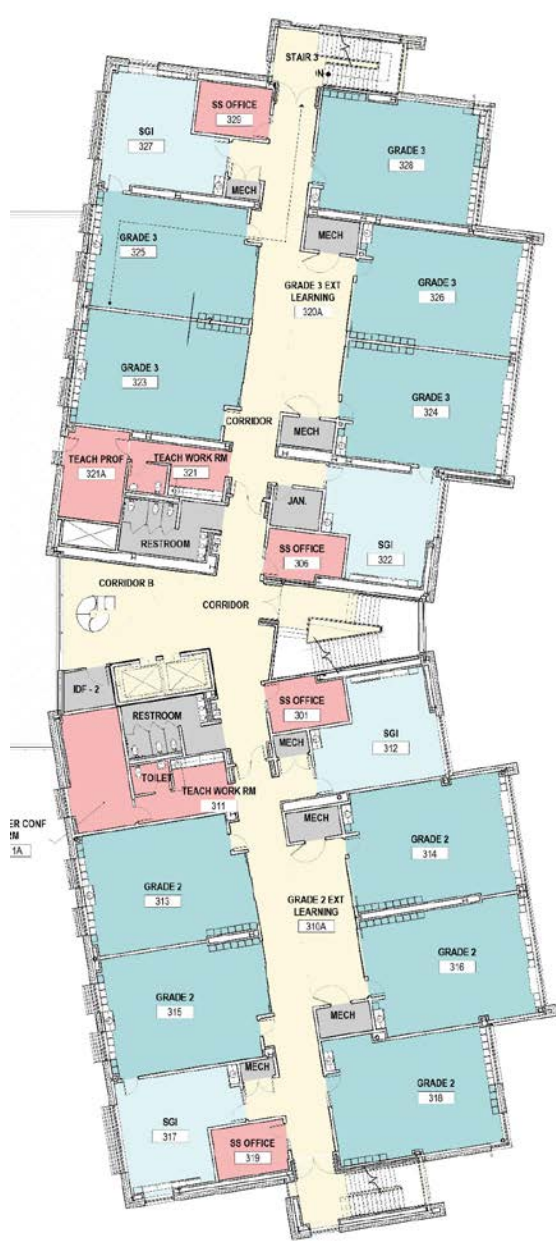 STAIR 3
SS OFFICE
329
SGI
327
GRADE 3
328
MECH
MECH
GRADE 3
325
GRADE 3
326
GRADE 3 EXT
LEARNING
320A
GRADE 3
323
GRADE 3
324
CORRIDOR
MECH
TEACH PROF
321A
TEACH WORK RM
321
JAN.
RESTROOM
SS OFFICE
306
SGI
322
CORRIDOR B
CORRIDOR
IDF - 2
SS OFFICE
301
RESTROOM
MECH
SGI
312
TOILET
TEACH WORK RM
311
ER CONF
RM
1A
MECH
GRADE 2
314
GRADE 2
313
GRADE 2 EXT
LEARNING
310A
GRADE 2
316
GRADE 2
315
MECH
MECH
GRADE 2
318
SGI
317
SS OFFICE
319